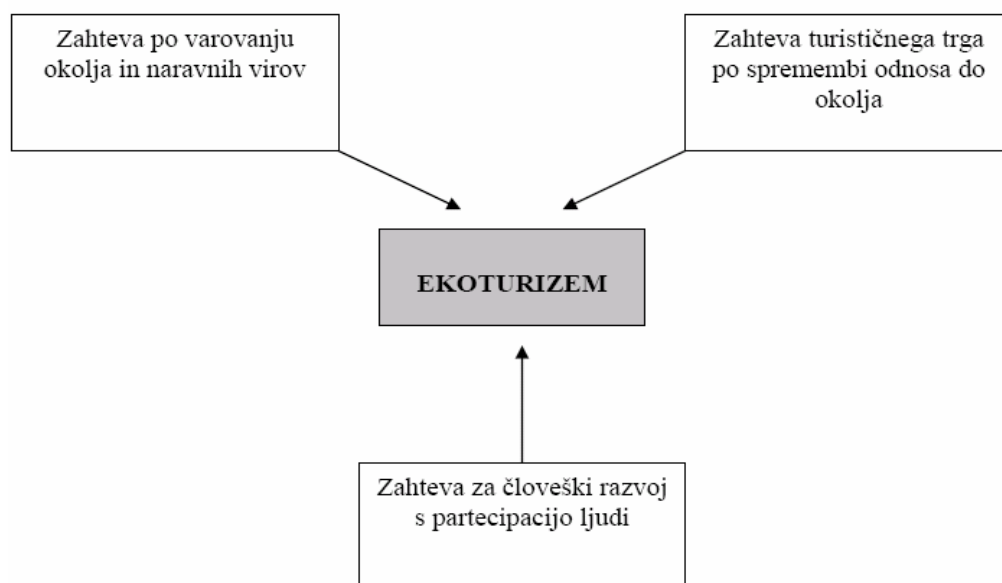 Zahteva po varovanju
okolja in naravnih virov
Zahteva turističnega trga
po spremembi odnosa do
okolja
EKOTURIZEM
Zahteva za človeški razvoj
s partecipacijo ljudi